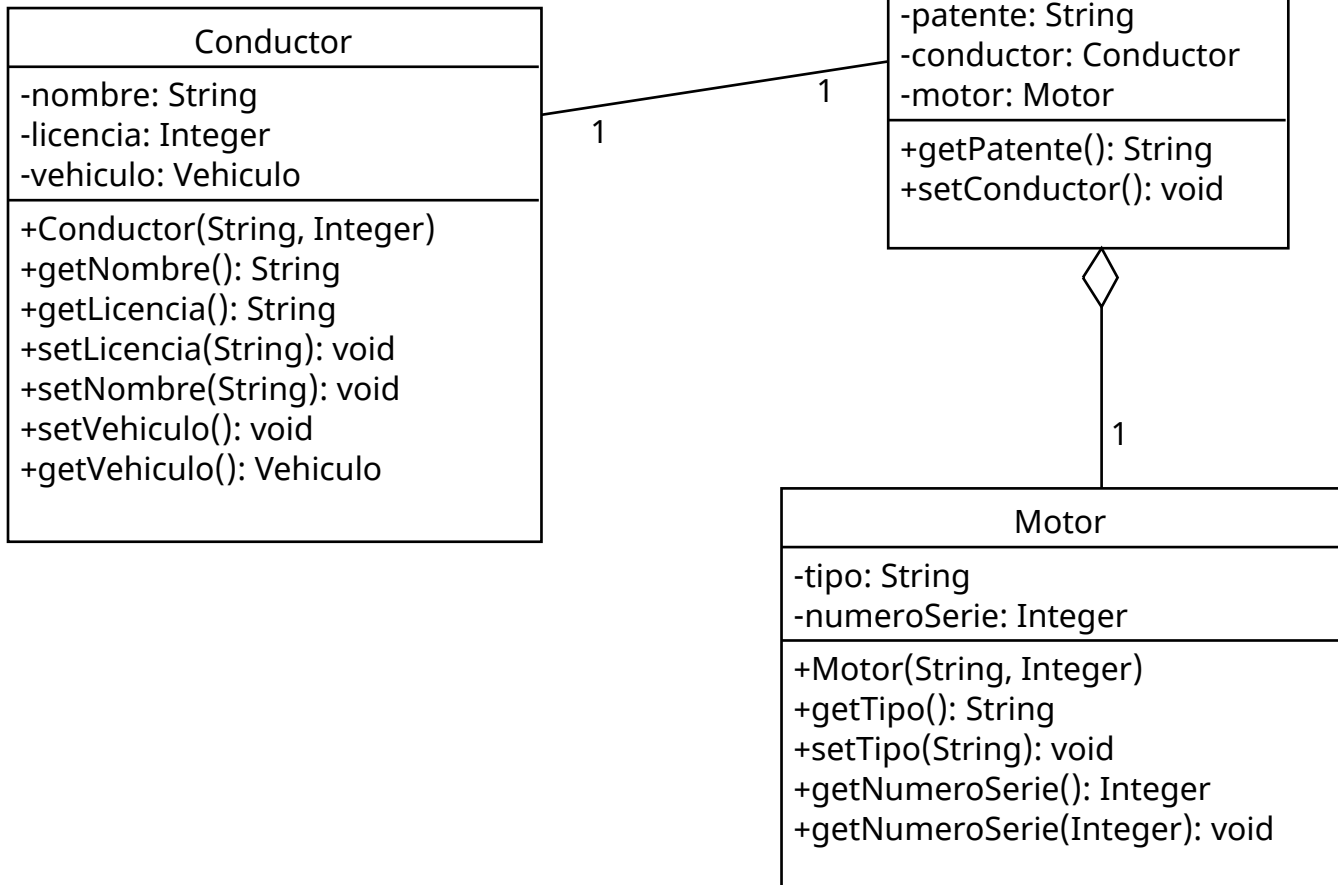 Conductor
-nombre: String
-licencia: Integer
-vehiculo: Vehiculo
+Conductor(String, Integer)
+getNombre(): String
+getLicencia(): String
+setLicencia(String): void
+setNombre(String): void
+setVehiculo(): void
+getVehiculo(): Vehiculo
1
1
-patente: String
-conductor: Conductor
-motor: Motor
+getPatente(): String
+setConductor(): void
1
Motor
-tipo: String
-numeroSerie: Integer
+Motor(String, Integer)
+getTipo(): String
+setTipo(String): void
+getNumeroSerie(): Integer
+getNumeroSerie(Integer): void